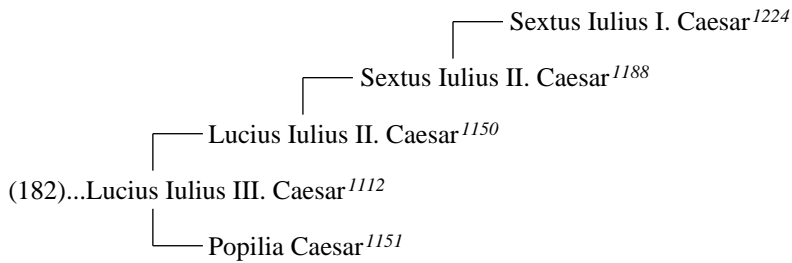 Sextus Iulius I. Caesar1224
Sextus Iulius II. Caesar1188
Lucius Iulius II. Caesar1150
(182)...Lucius Iulius III. Caesar1112
Popilia Caesar1151